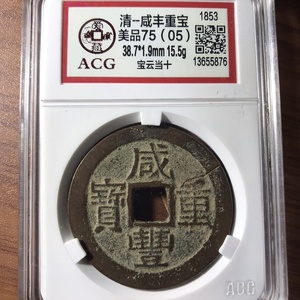 清一咸丰重宝
美品75（05）
38.7*1.9mm 15.5g
宝云当十
1853
13655876
ACG
咸
豐
重
寶
ACG